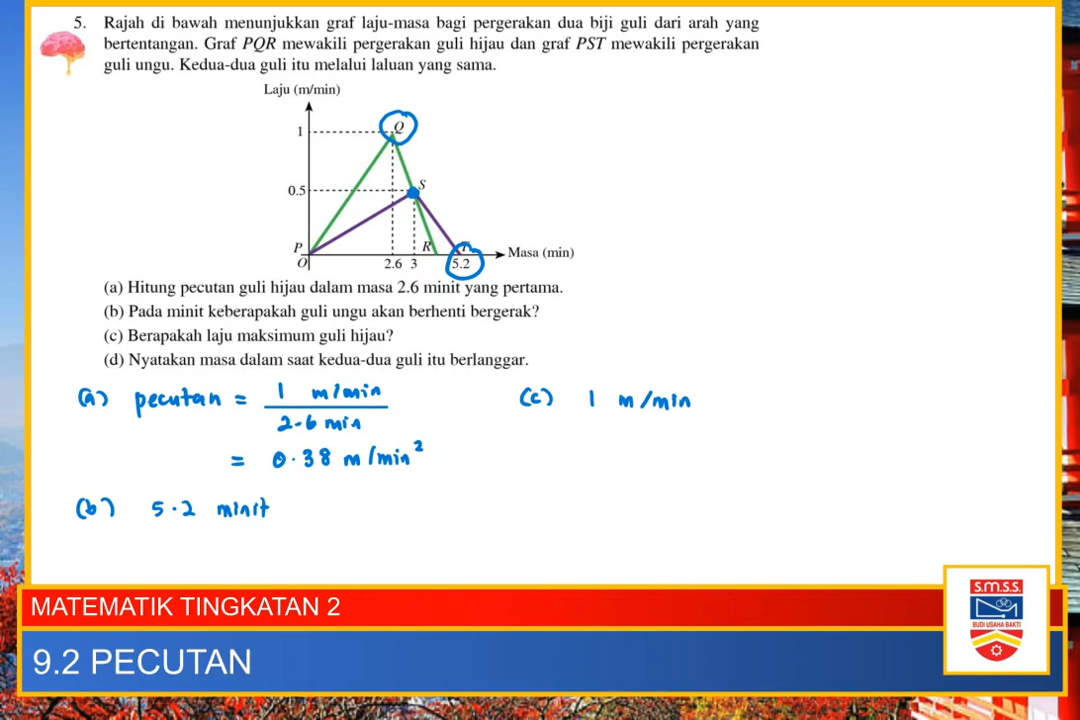 5. Rajah di bawah menunjukkan graf laju-masa bagi pergerakan dua biji guli dari arah yang
bertentangan. Graf PQR mewakili pergerakan guli hijau dan graf PST mewakili pergerakan
guli ungu. Kedua-dua guli itu melalui laluan yang sama.
Laju (m/min)
1
Q
0.5
S
P
R
T
Masa (min)
O
2.6 3
5.2
(a) Hitung pecutan guli hijau dalam masa 2.6 minit yang pertama.
(b) Pada minit keberapakah guli ungu akan berhenti bergerak?
(c) Berapakah laju maksimum guli hijau?
(d) Nyatakan masa dalam saat kedua-dua guli itu berlanggar.
(a) pecutan = 1 m/min
2.6 min
= 0.38 m/min²
(b) 5.2 minit
(c) 1 m/min
MATEMATIK TINGKATAN 2
9.2 PECUTAN
S.M.S.S.
BUDI USAHA BAKTI